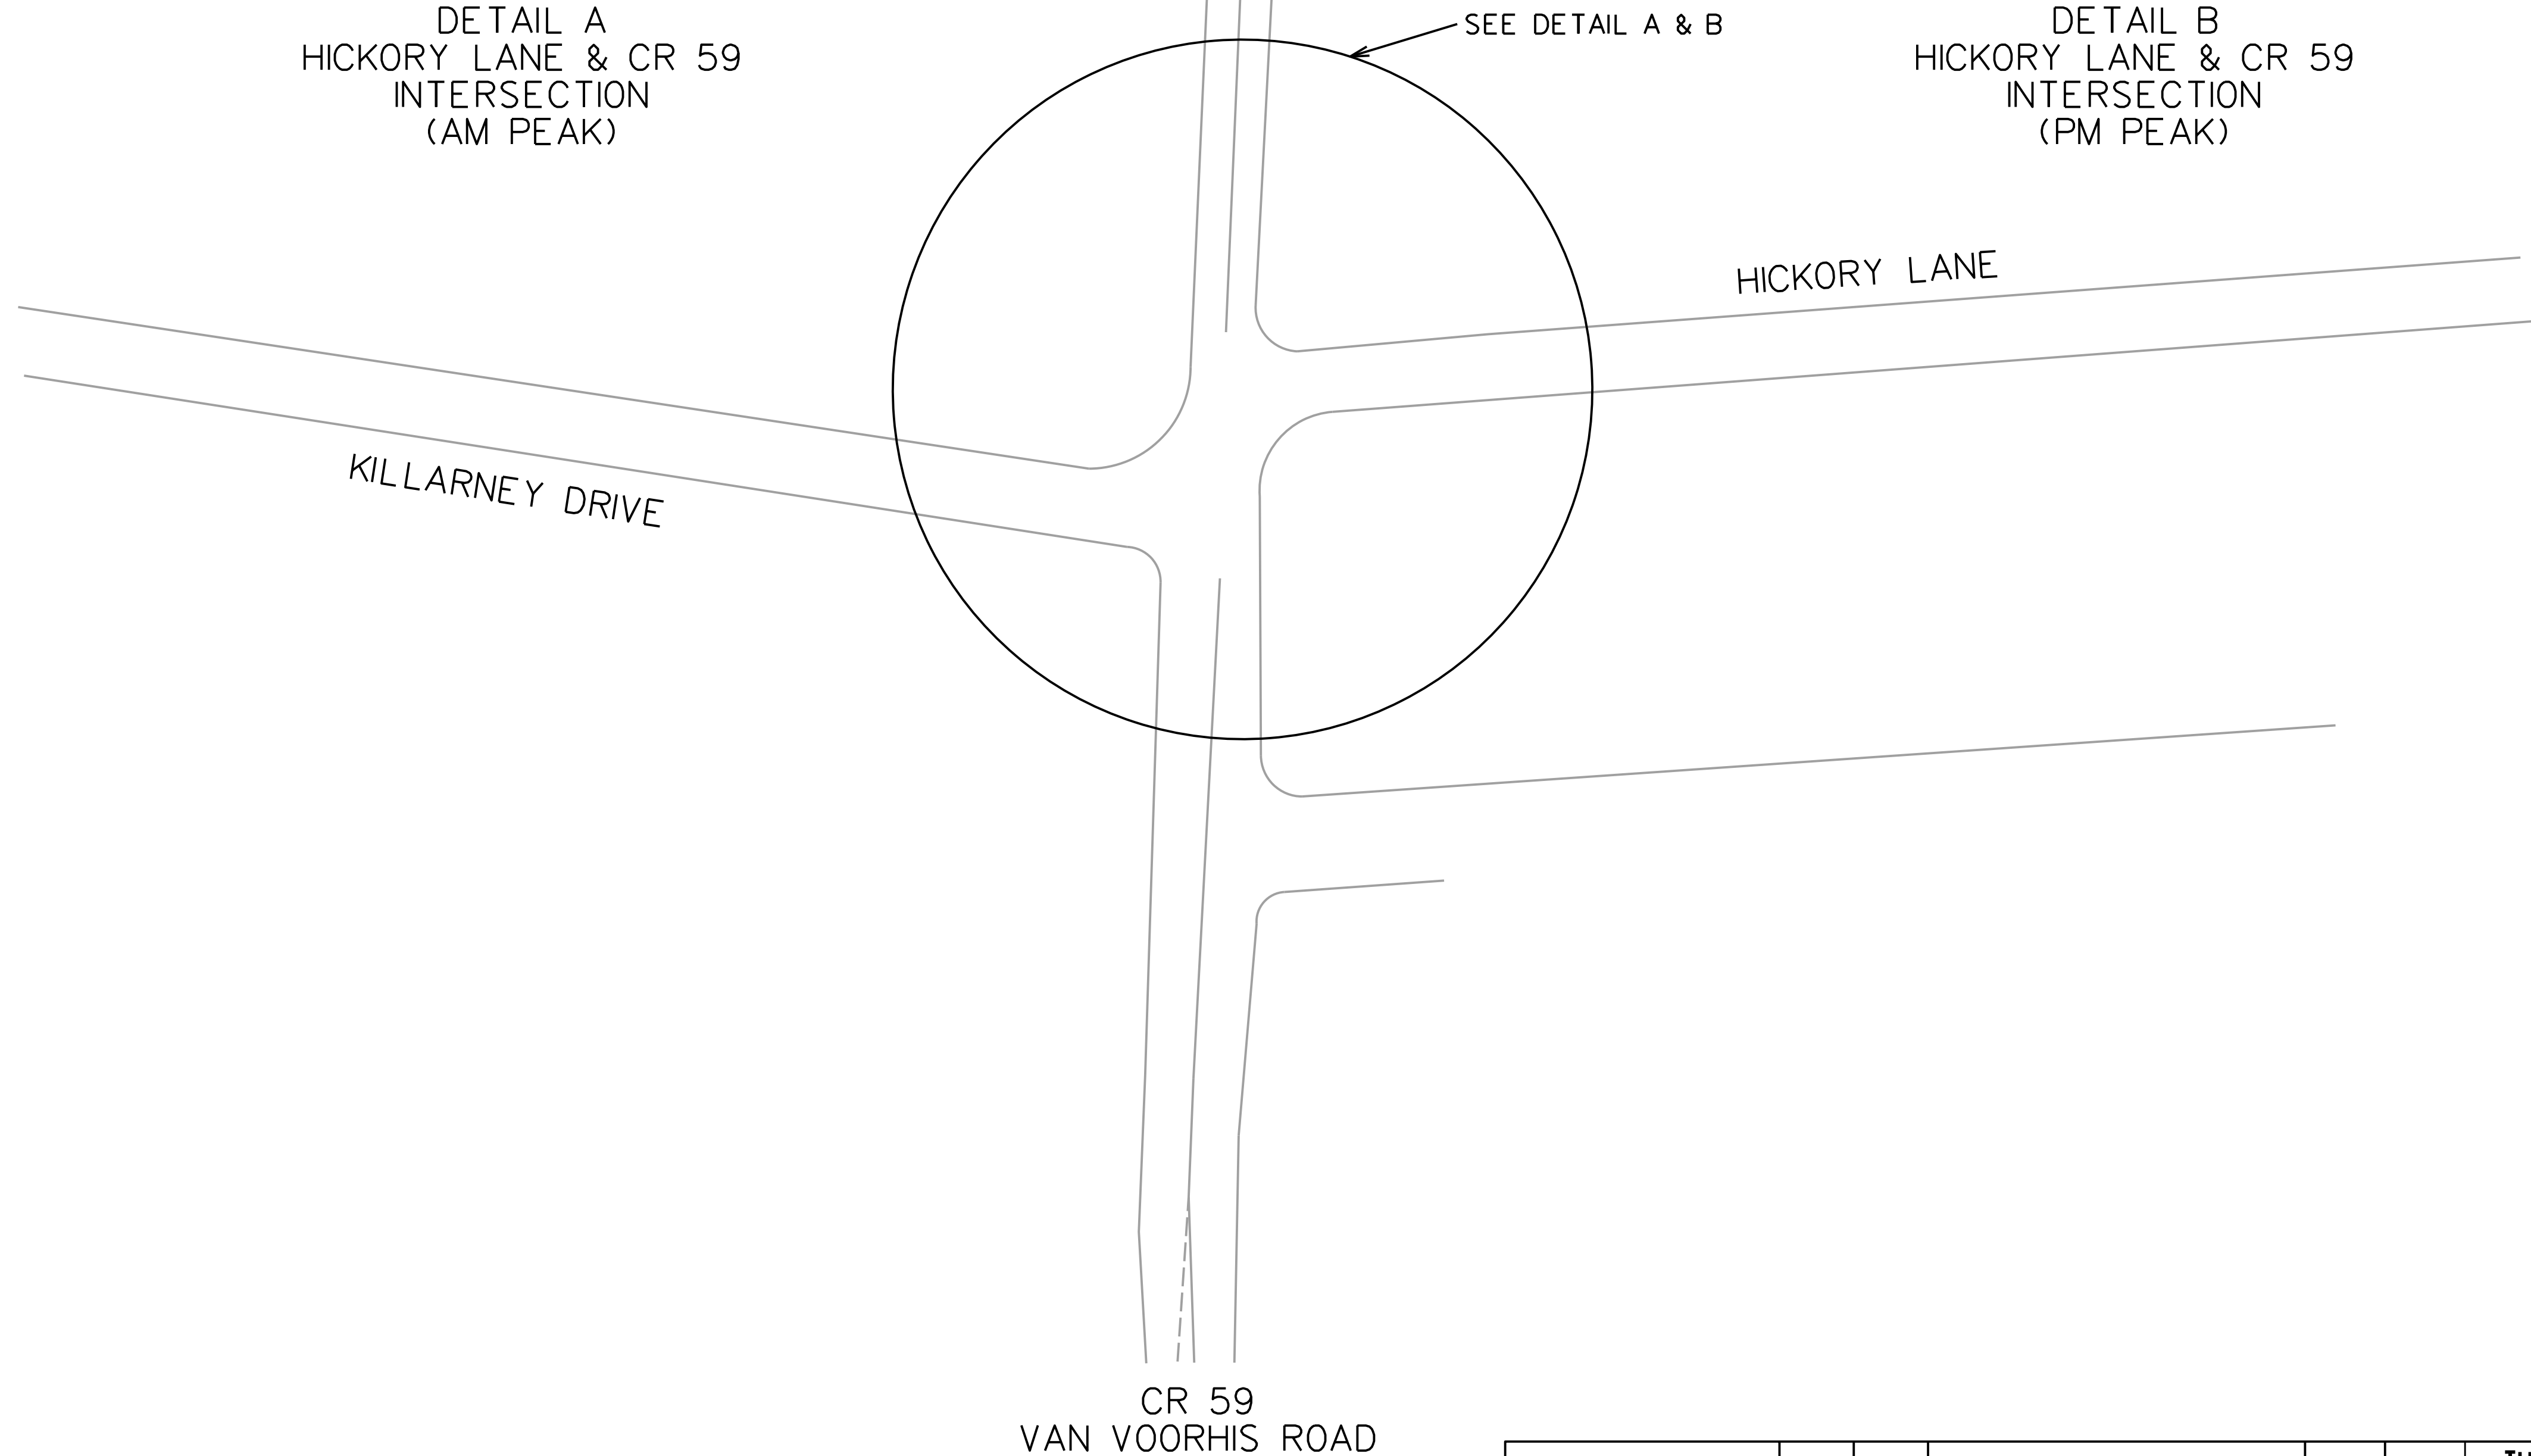 DETAIL A
HICKORY LANE & CR 59
INTERSECTION
(AM PEAK)
SEE DETAIL A & B
DETAIL B
HICKORY LANE & CR 59
INTERSECTION
(PM PEAK)
HICKORY LANE
KILLARNEY DRIVE
CR 59
VAN VOORHIS ROAD